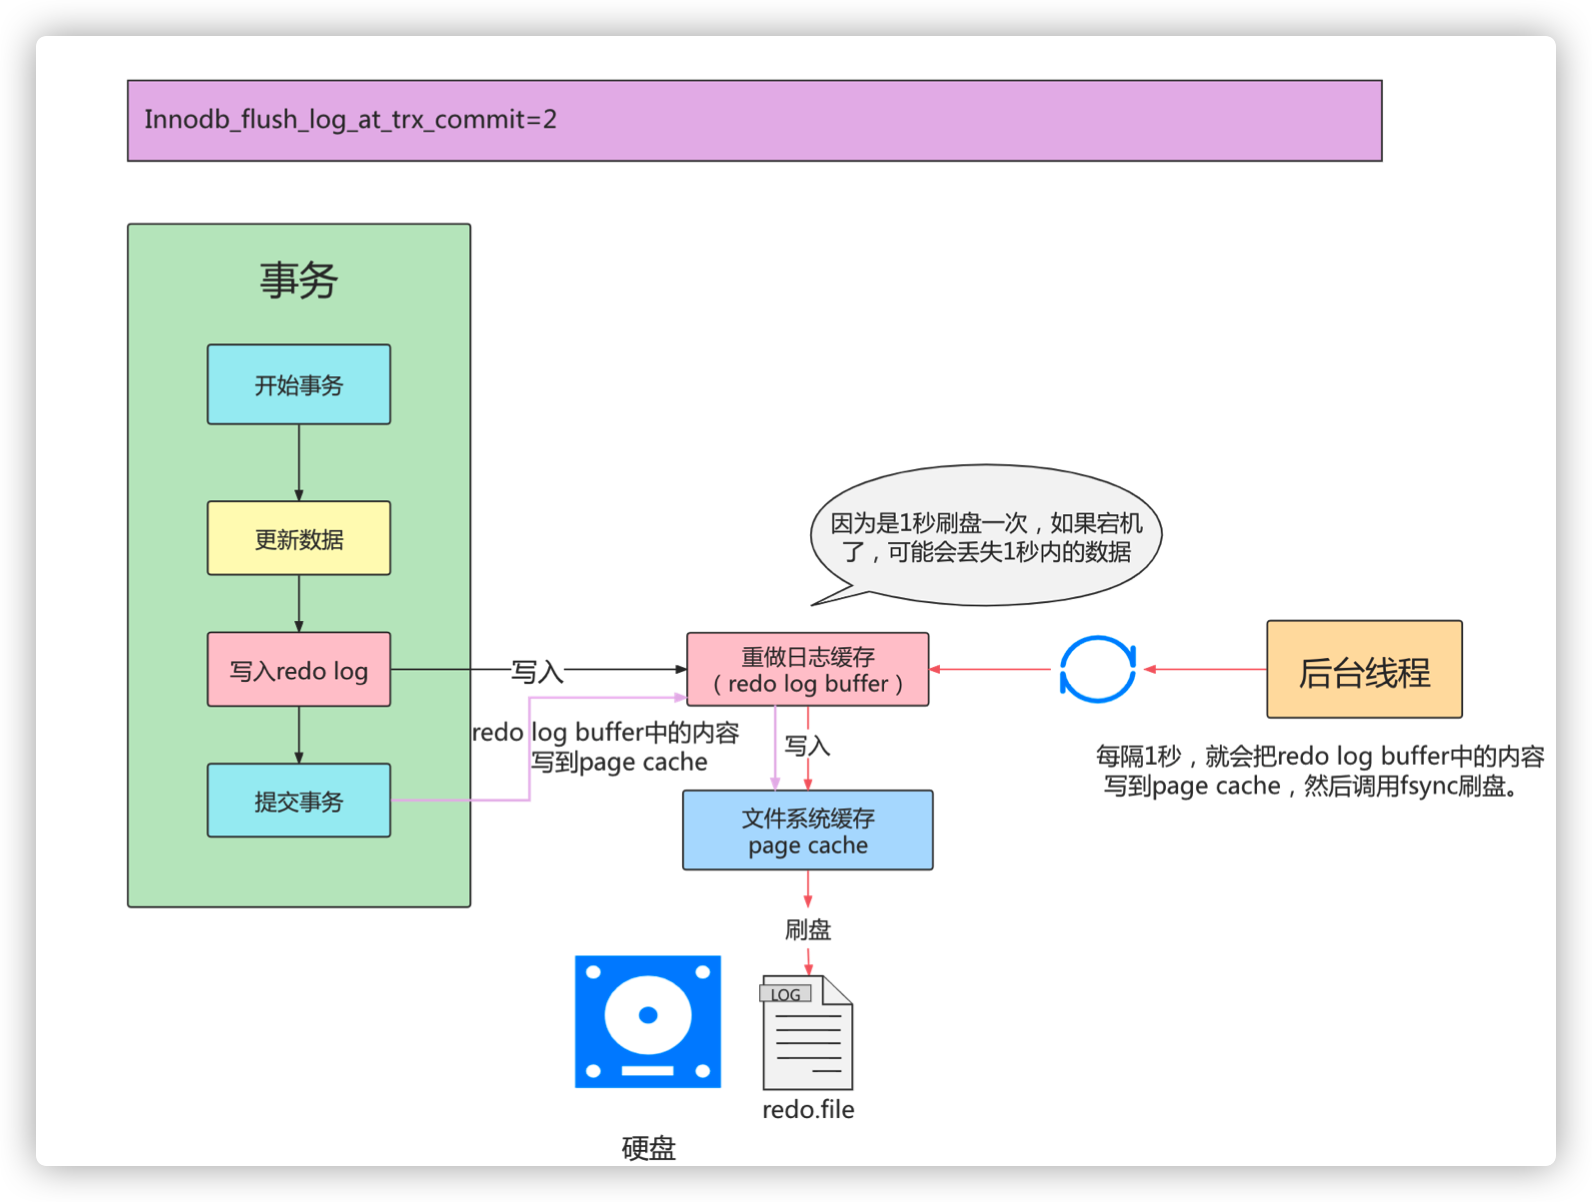 Innodb_flush_log_at_trx_commit=2
事务
开始事务
更新数据
写入redo log
提交事务
写入
redo log buffer中的内容
写到page cache
因为是1秒刷盘一次，如果宕机
了，可能会丢失1秒内的数据
重做日志缓存
（redo log buffer）
写入
文件系统缓存
page cache
刷盘
LOG
redo.file
硬盘
后台线程
每隔1秒，就会把redo log buffer中的内容
写到page cache，然后调用fsync刷盘。